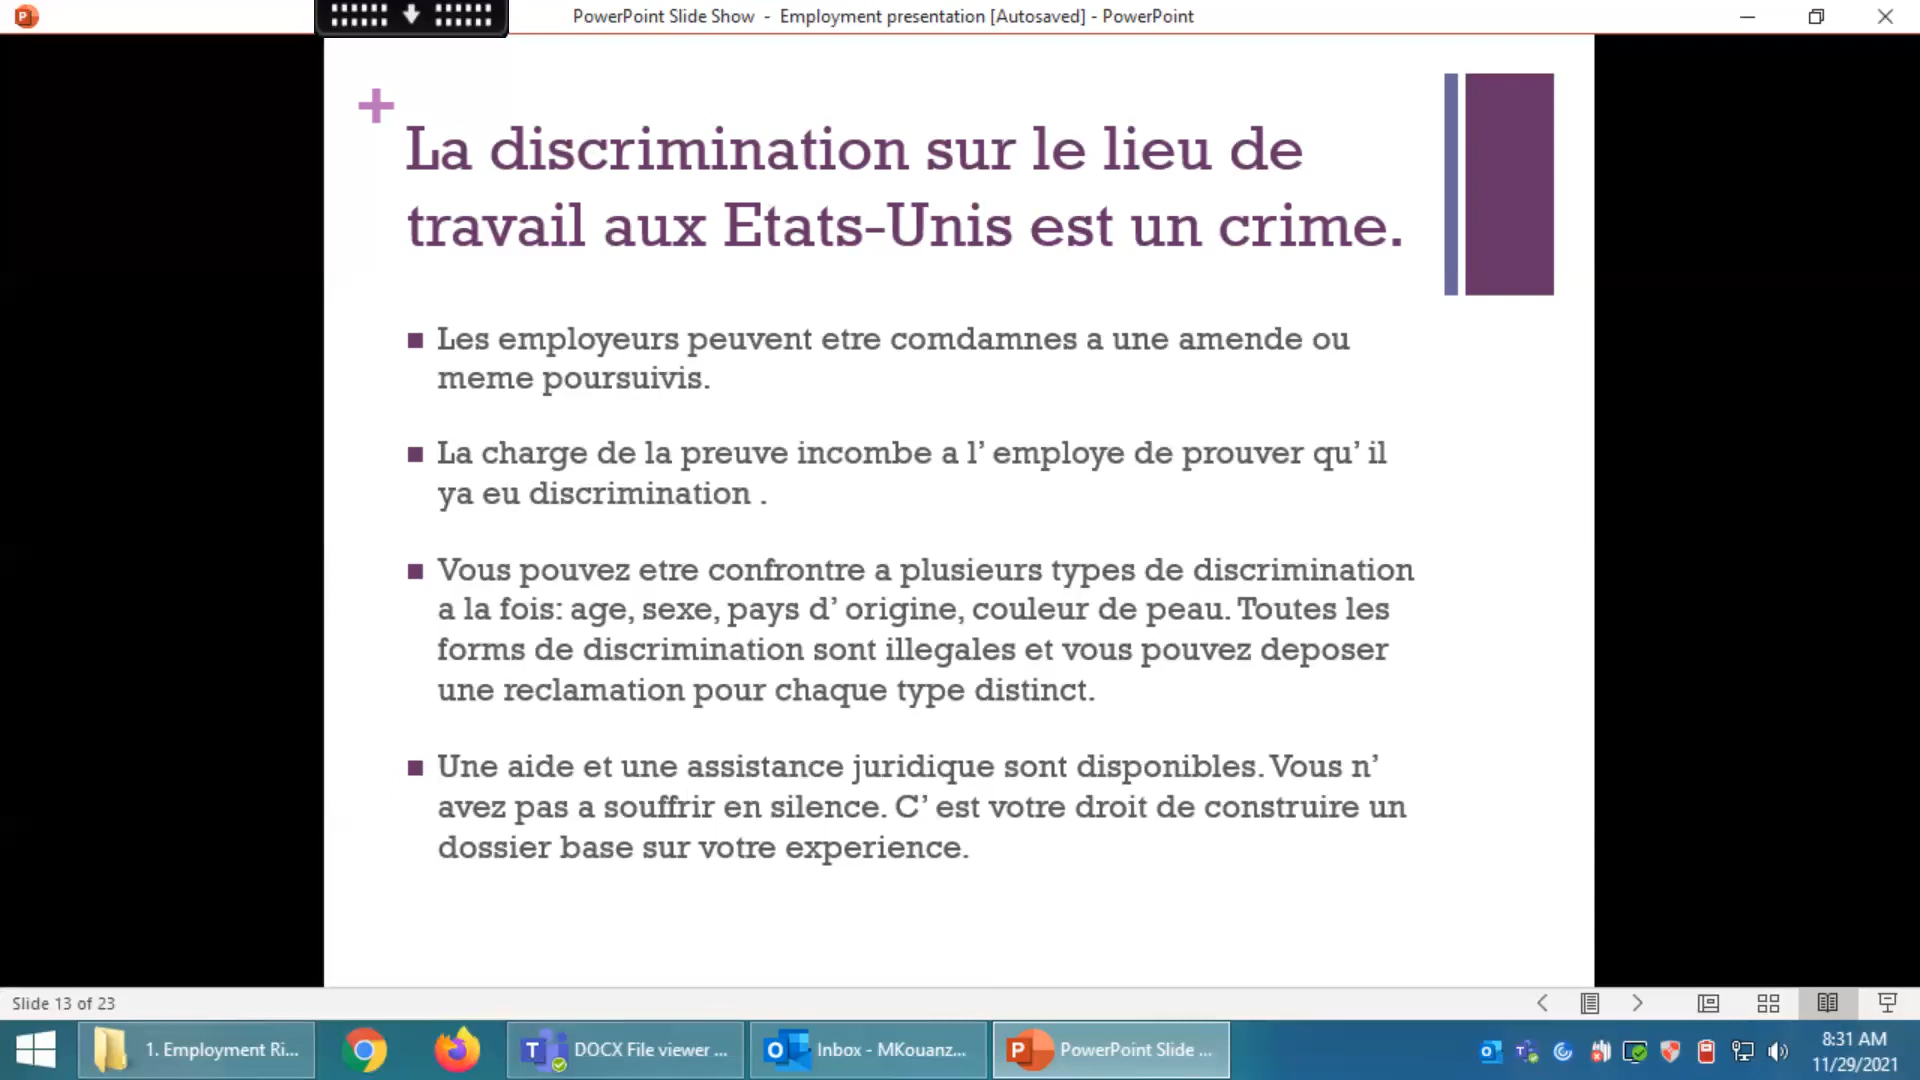 PowerPoint Slide Show - Employment presentation [Autosaved] - PowerPoint
La discrimination sur le lieu de
travail aux Etats-Unis est un crime.
Les employeurs peuvent etre comdamnes a une amende ou
meme poursuivis.
La charge de la preuve incombe a l’ employe de prouver qu’ il
ya eu discrimination .
Vous pouvez etre confrontre a plusieurs types de discrimination
a la fois: age, sexe, pays d’ origine, couleur de peau. Toutes les
forms de discrimination sont illegales et vous pouvez deposer
une reclamation pour chaque type distinct.
Une aide et une assistance juridique sont disponibles. Vous n’
avez pas a souffrir en silence. C’ est votre droit de construire un
dossier base sur votre experience.
Slide 13 of 23
1. Employment Ri...
DOCX File viewer ...
Inbox - MKouanz...
PowerPoint Slide ...
8:31 AM
11/29/2021